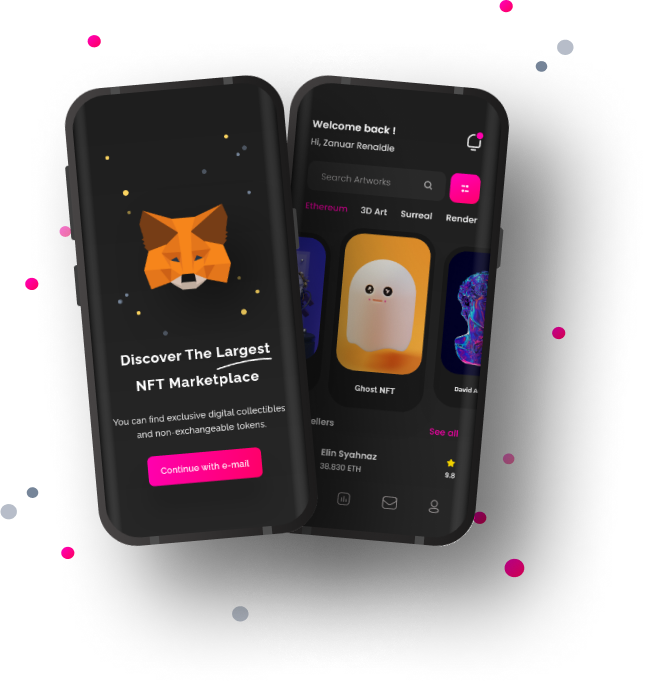 Discover The Largest
NFT Marketplace
You can find exclusive digital collectibles
and non-exchangeable tokens.
Continue with e-mail
Welcome back !
Hi, Zanuar Renaldie
Search Artworks
Ethereum 3D Art Surreal Render
Ghost NFT
David A
ellers
See all
Elin Syahnaz
38.830 ETH
9.8